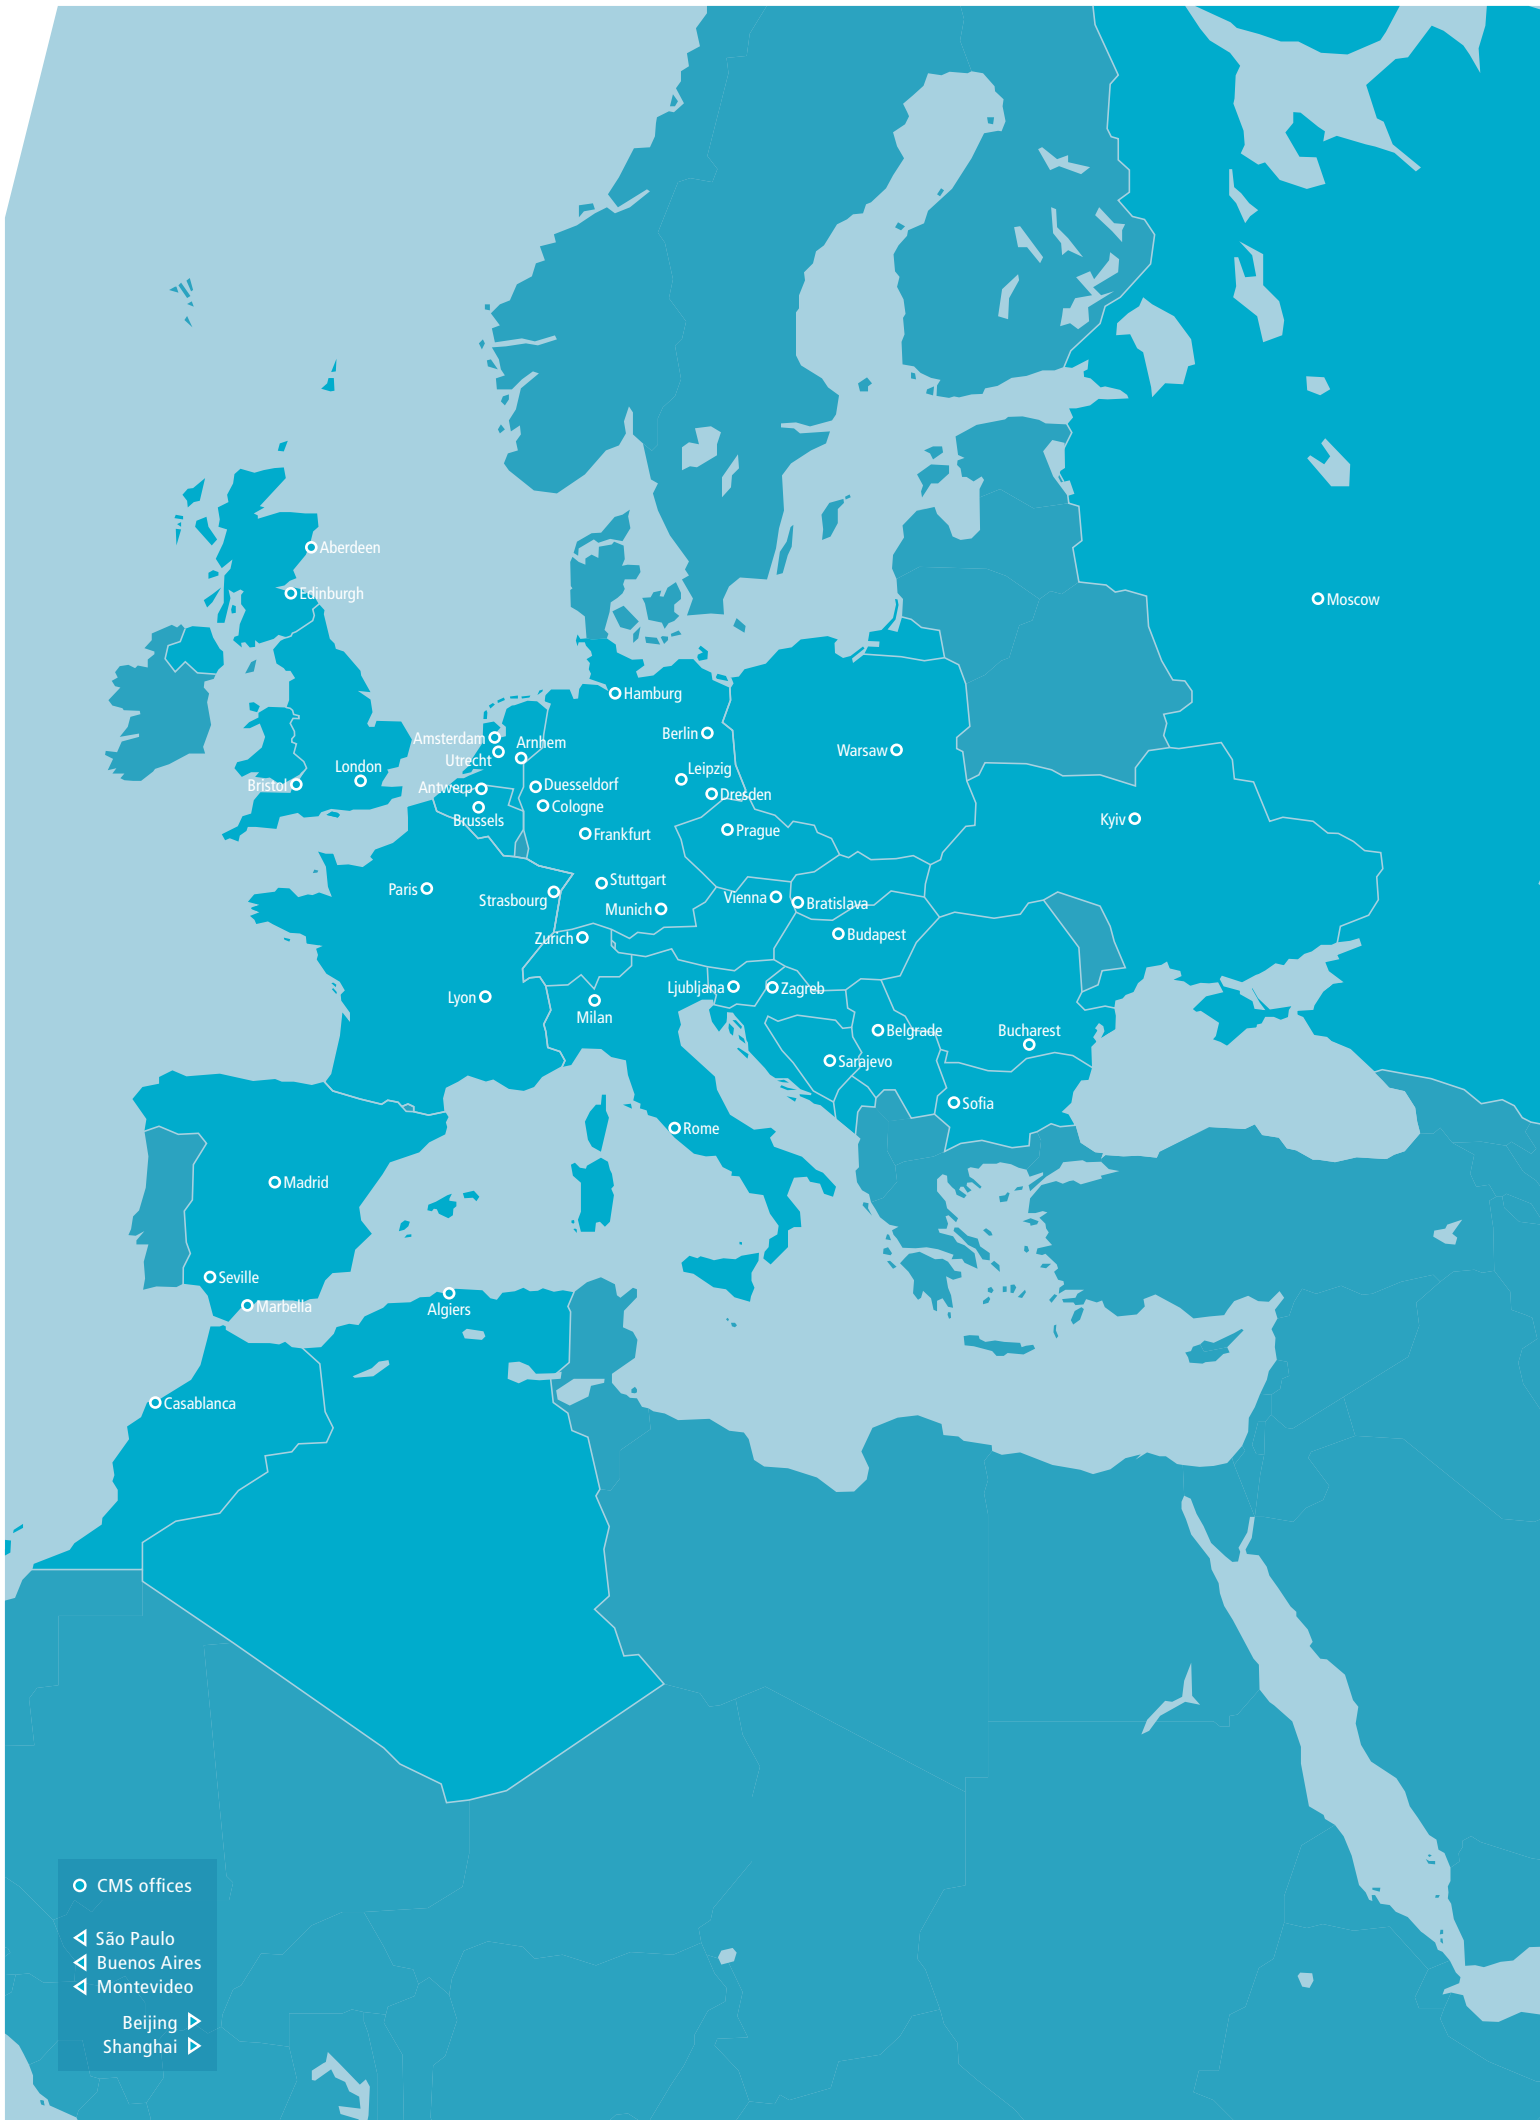 Aberdeen
Edinburgh
Moscow
Hamburg
Berlin
Amsterdam
Arnhem
Utrecht
Warsaw
London
Leipzig
Bristol
Antwerp
Duesseldorf
Dresden
Cologne
Brussels
Kyiv
Frankfurt
Prague
Stuttgart
Paris
Strasbourg
Vienna
Bratislava
Munich
Zurich
Budapest
Ljubljana
Zagreb
Lyon
Milan
Belgrade
Bucharest
Sarajevo
Sofia
Rome
Madrid
Seville
Marbella
Algiers
Casablanca
CMS offices
São Paulo
Buenos Aires
Montevideo
Beijing
Shanghai